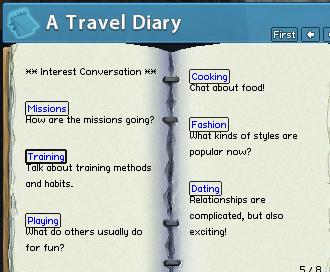 A Travel Diary
First
** Interest Conversation **
Missions
How are the missions going?
Training
Talk about training methods
and habits.
Playing
What do others usually do
for fun?
Cooking
Chat about food!
Fashion
What kinds of styles are
popular now?
Dating
Relationships are
complicated, but also
exciting!
5 / 8